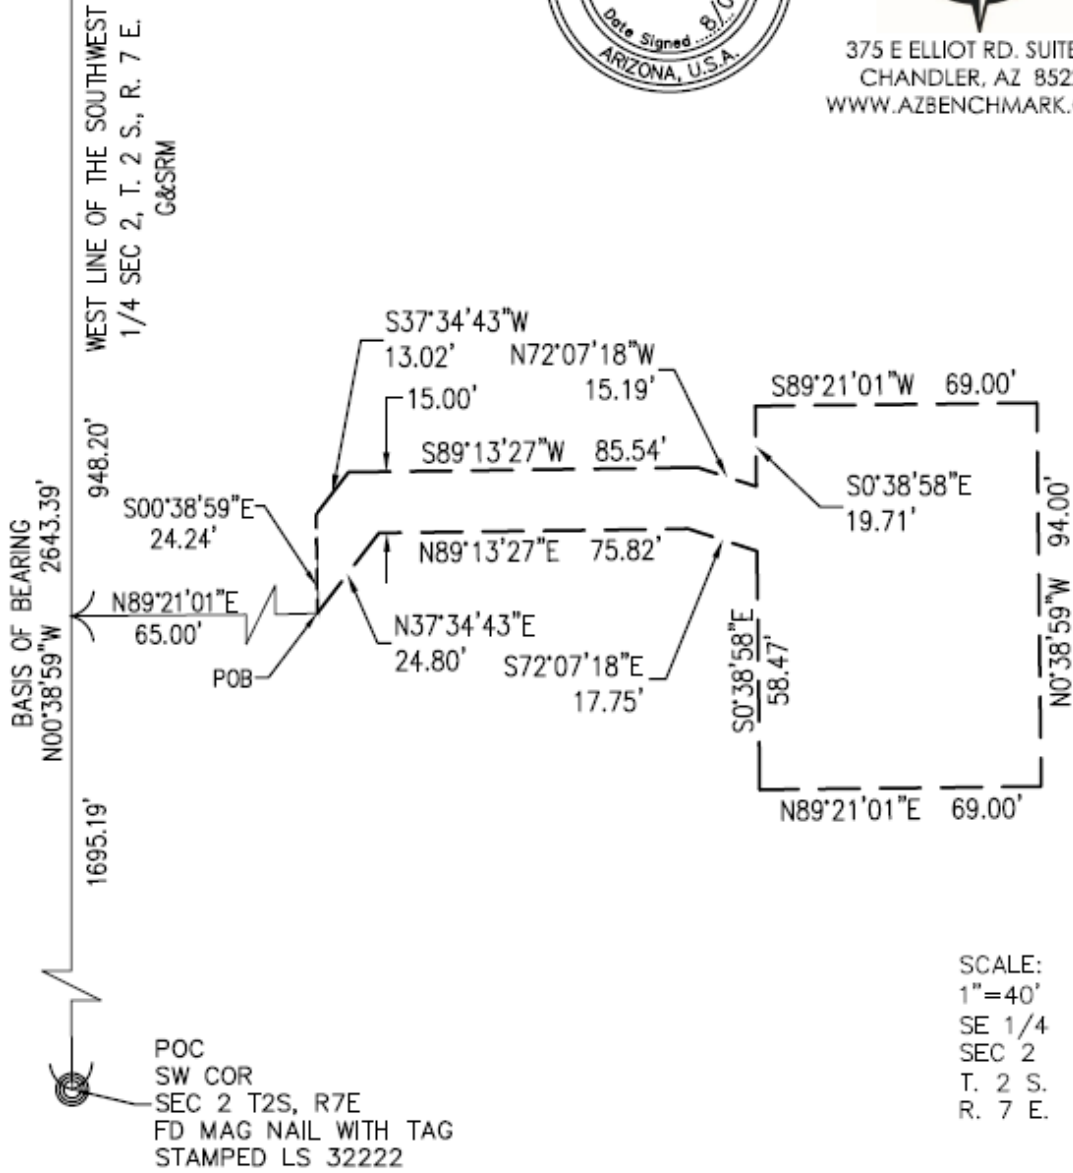 Date Signed 8/0
ARIZONA, U.S.A.
375 E ELLIOT RD. SUITE
CHANDLER, AZ 852
WWW.AZBENCHMARK.
WEST LINE OF THE SOUTHWEST
1/4 SEC 2, T. 2 S., R. 7 E.
G&SRM
S37°34'43"W
13.02'
N72°07'18"W
15.19'
S89°21'01"W 69.00'
15.00'
S89°13'27"W 85.54'
948.20'
S0°38'58"E
19.71'
S00°38'59"E
24.24'
BASIS OF BEARING
N00°38'59"W 2643.39'
N0°38'59"W 94.00'
N89°13'27"E 75.82'
N89°21'01"E
65.00'
N37°34'43"E
24.80'
POB
S72°07'18"E
17.75'
S0°38'58"E
58.47'
N89°21'01"E 69.00'
1695.19'
SCALE:
1"=40'
SE 1/4
SEC 2
T. 2 S.
R. 7 E.
POC
SW COR
SEC 2 T2S, R7E
FD MAG NAIL WITH TAG
STAMPED LS 32222